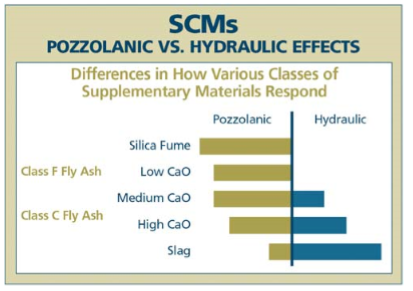 SCMs
POZZOLANIC VS. HYDRAULIC EFFECTS
Differences in How Various Classes of
Supplementary Materials Respond
Pozzolanic Hydraulic
Silica Fume
Class F Fly Ash Low CaO
Medium CaO
Class C Fly Ash
High CaO
Slag